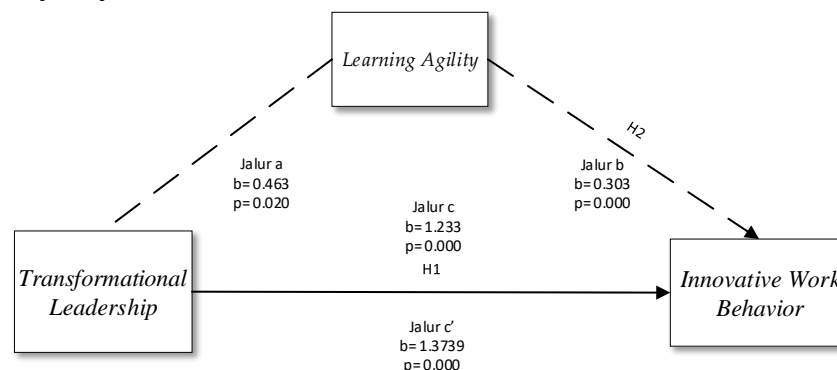 Learning Agility
H2
Jalur a
b= 0.463
p= 0.020
Jalur b
b= 0.303
p= 0.000
Jalur c
b= 1.233
p= 0.000
H1
Transformational
Leadership
Innovative Work
Behavior
Jalur c’
b= 1.3739
p= 0.000